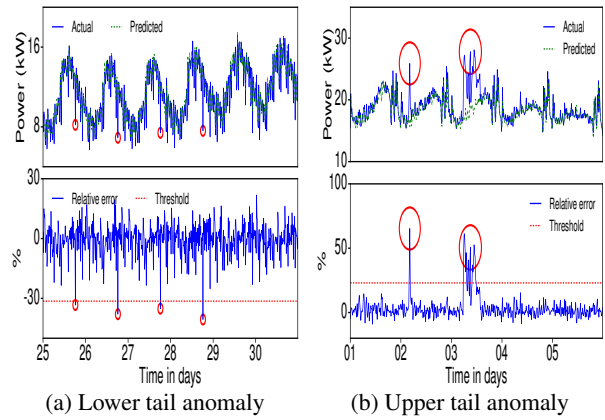 Actual Predicted
Power (kW)
16
8
30
Relative error Threshold
%
0
-30
-60
25 26 27 28 29 30
Time in days
(a) Lower tail anomaly
Actual
Predicted
Power (kW)
30
20
10
100
Relative error
Threshold
%
50
0
01 02 03 04 05
Time in days
(b) Upper tail anomaly